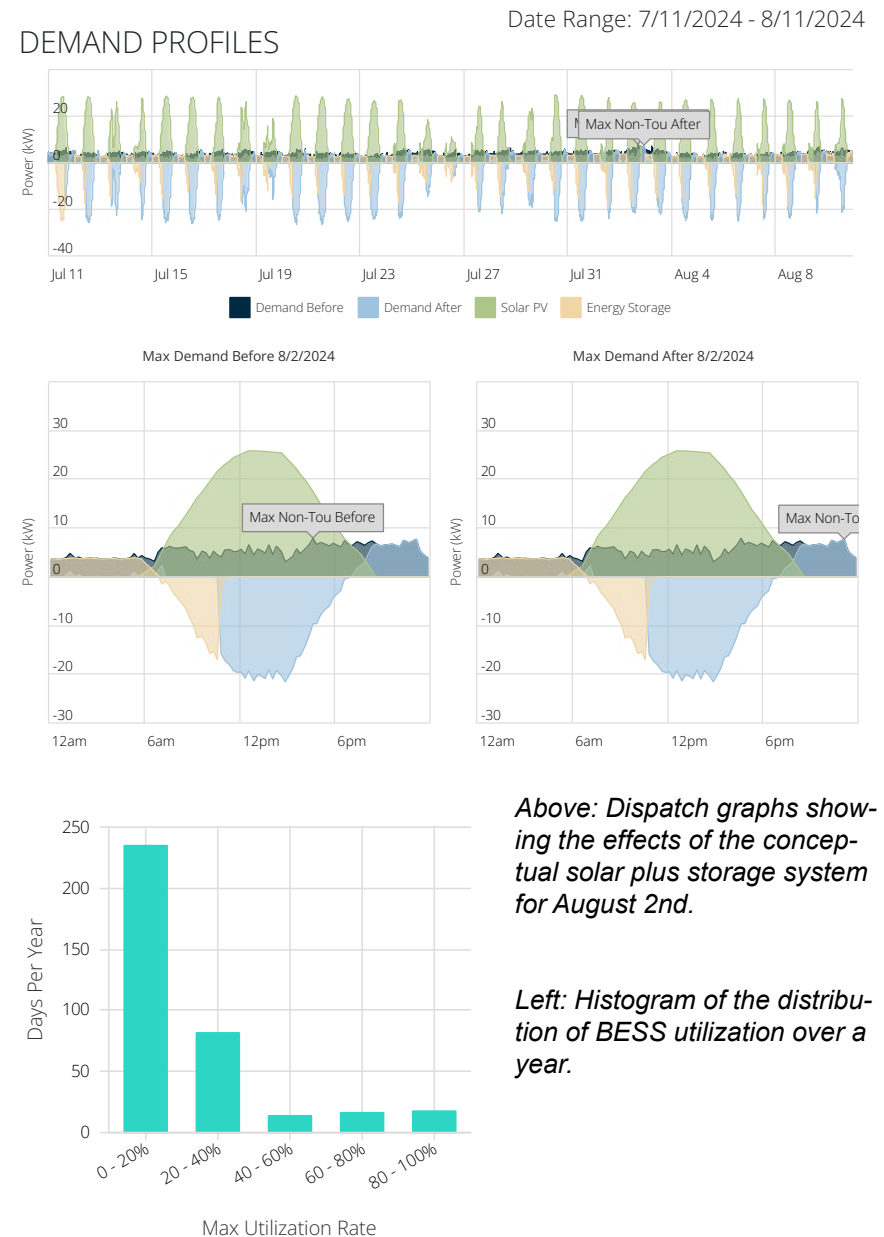 Date Range: 7/11/2024 - 8/11/2024
DEMAND PROFILES
Power (kW)
20
0
-20
-40
Max Non-Tou After
Jul 11
Jul 15
Jul 19
Jul 23
Jul 27
Jul 31
Aug 4
Aug 8
Demand Before
Demand After
Solar PV
Energy Storage
Max Demand Before 8/2/2024
Power (kW)
30
20
10
0
-10
-20
-30
Max Non-Tou Before
12am
6am
12pm
6pm
Max Demand After 8/2/2024
Power (kW)
30
20
10
0
-10
-20
-30
Max Non-To
12am
6am
12pm
6pm
Above: Dispatch graphs show-
ing the effects of the concep-
tual solar plus storage system
for August 2nd.
Left: Histogram of the distribu-
tion of BESS utilization over a
year.
Days Per Year
250
200
150
100
50
0
0 - 20%
20 - 40%
40 - 60%
60 - 80%
80 - 100%
Max Utilization Rate